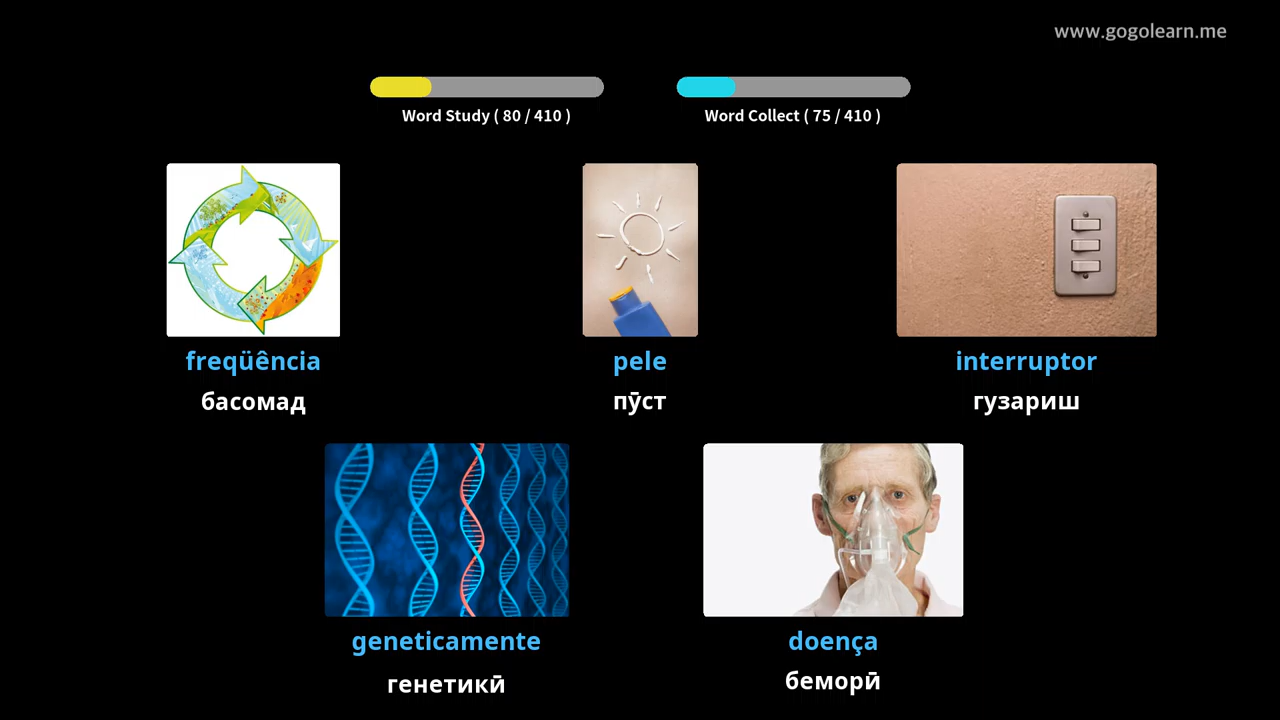 www.gogolearn.me
Word Study ( 80 / 410 )
Word Collect ( 75 / 410 )
freqüência
pele
interruptor
басомад
пӯст
гузариш
geneticamente
doença
генетикӣ
беморӣ